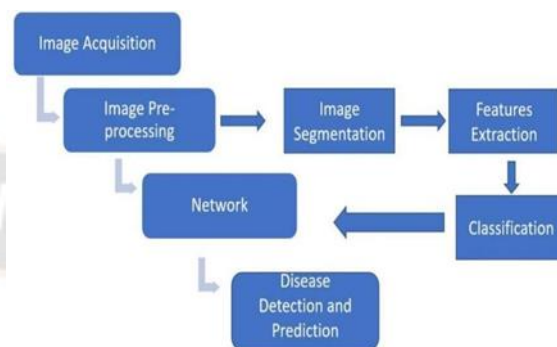 Image Acquisition
Image Pre-
processing
Image
Segmentation
Features
Extraction
Network
Classification
Disease
Detection and
Prediction